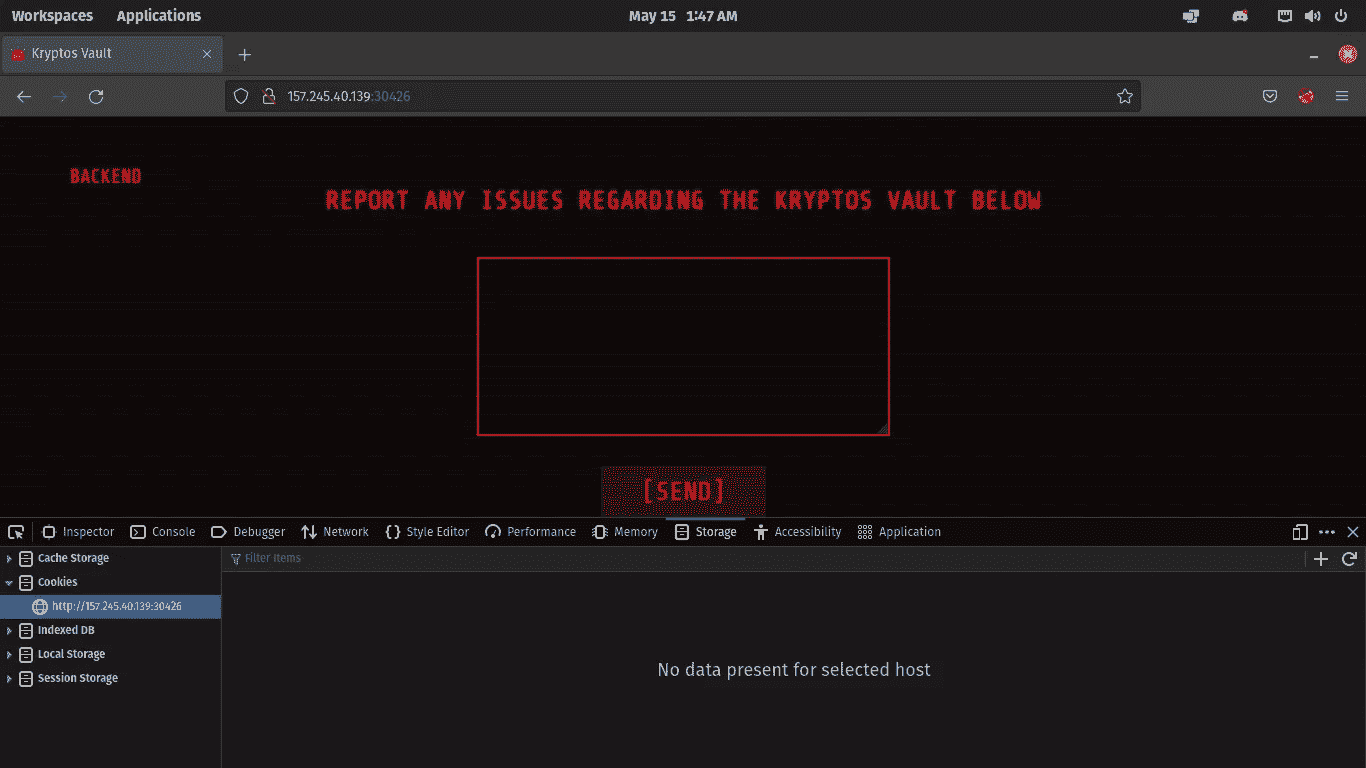 Workspaces Applications May 15 1:47 AM
Kryptos Vault
157.245.40.139:30426
BACKEND
REPORT ANY ISSUES REGARDING THE KRYPTOS VAULT BELOW
[SEND]
Inspector Console Debugger Network Style Editor Performance Memory Storage Accessibility Application
Cache Storage
Filter Items
Cookies
http://157.245.40.139:30426
Indexed DB
Local Storage
Session Storage
No data present for selected host